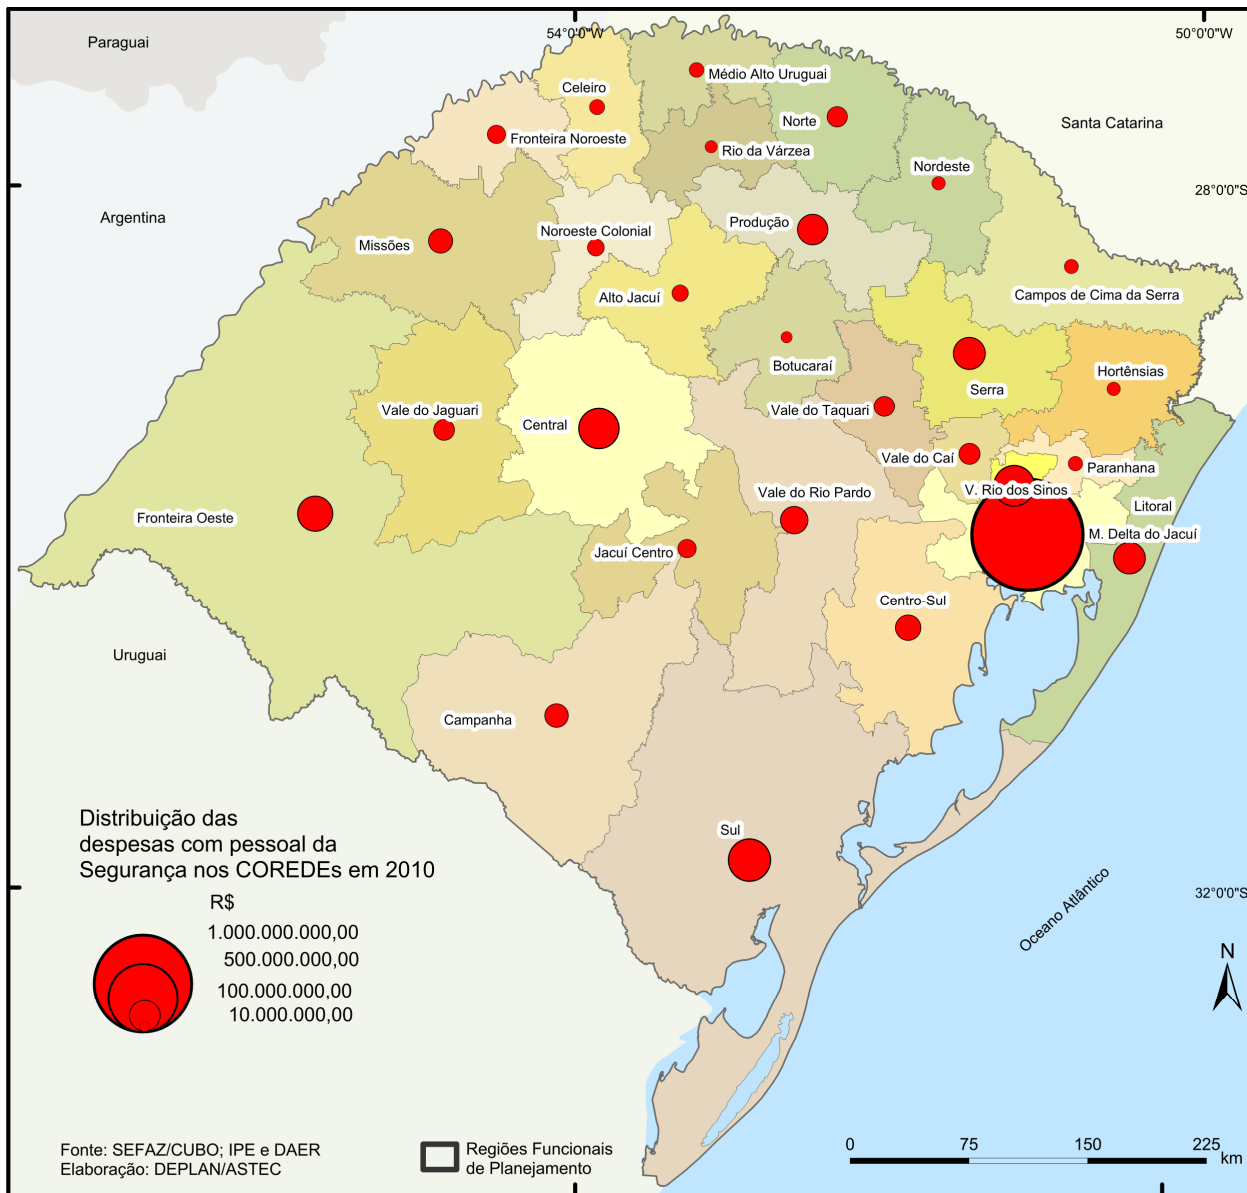 Paraguai
54°0'0"W
50°0'0"W
Médio Alto Uruguai
Celeiro
Norte
Santa Catarina
Fronteira Noroeste
Rio da Várzea
Nordeste
28°0'0"S
Argentina
Produção
Noroeste Colonial
Missões
Alto Jacuí
Campos de Cima da Serra
Botucaraí
Hortênsias
Serra
Vale do Jaguari
Vale do Taquari
Central
Vale do Caí
Paranhana
V. Rio dos Sinos
Vale do Rio Pardo
Litoral
Fronteira Oeste
M. Delta do Jacuí
Jacuí Centro
Centro-Sul
Uruguai
Campanha
Sul
Distribuição das
despesas com pessoal da
Segurança nos COREDEs em 2010
R$
1.000.000.000,00
500.000.000,00
100.000.000,00
10.000.000,00
32°0'0"S
Oceano Atlântico
N
Fonte: SEFAZ/CUBO; IPE e DAER
Elaboração: DEPLAN/ASTEC
Regiões Funcionais
de Planejamento
0 75 150 225
km